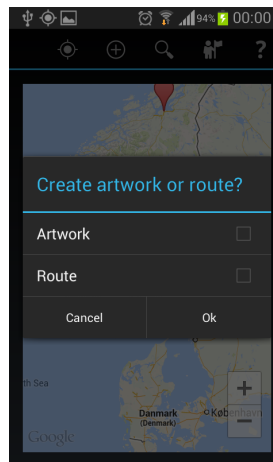 94% 00:00
?
Create artwork or route?
Artwork
Route
Cancel Ok
th Sea
+
Danmark
(Denmark)
København
−
Google